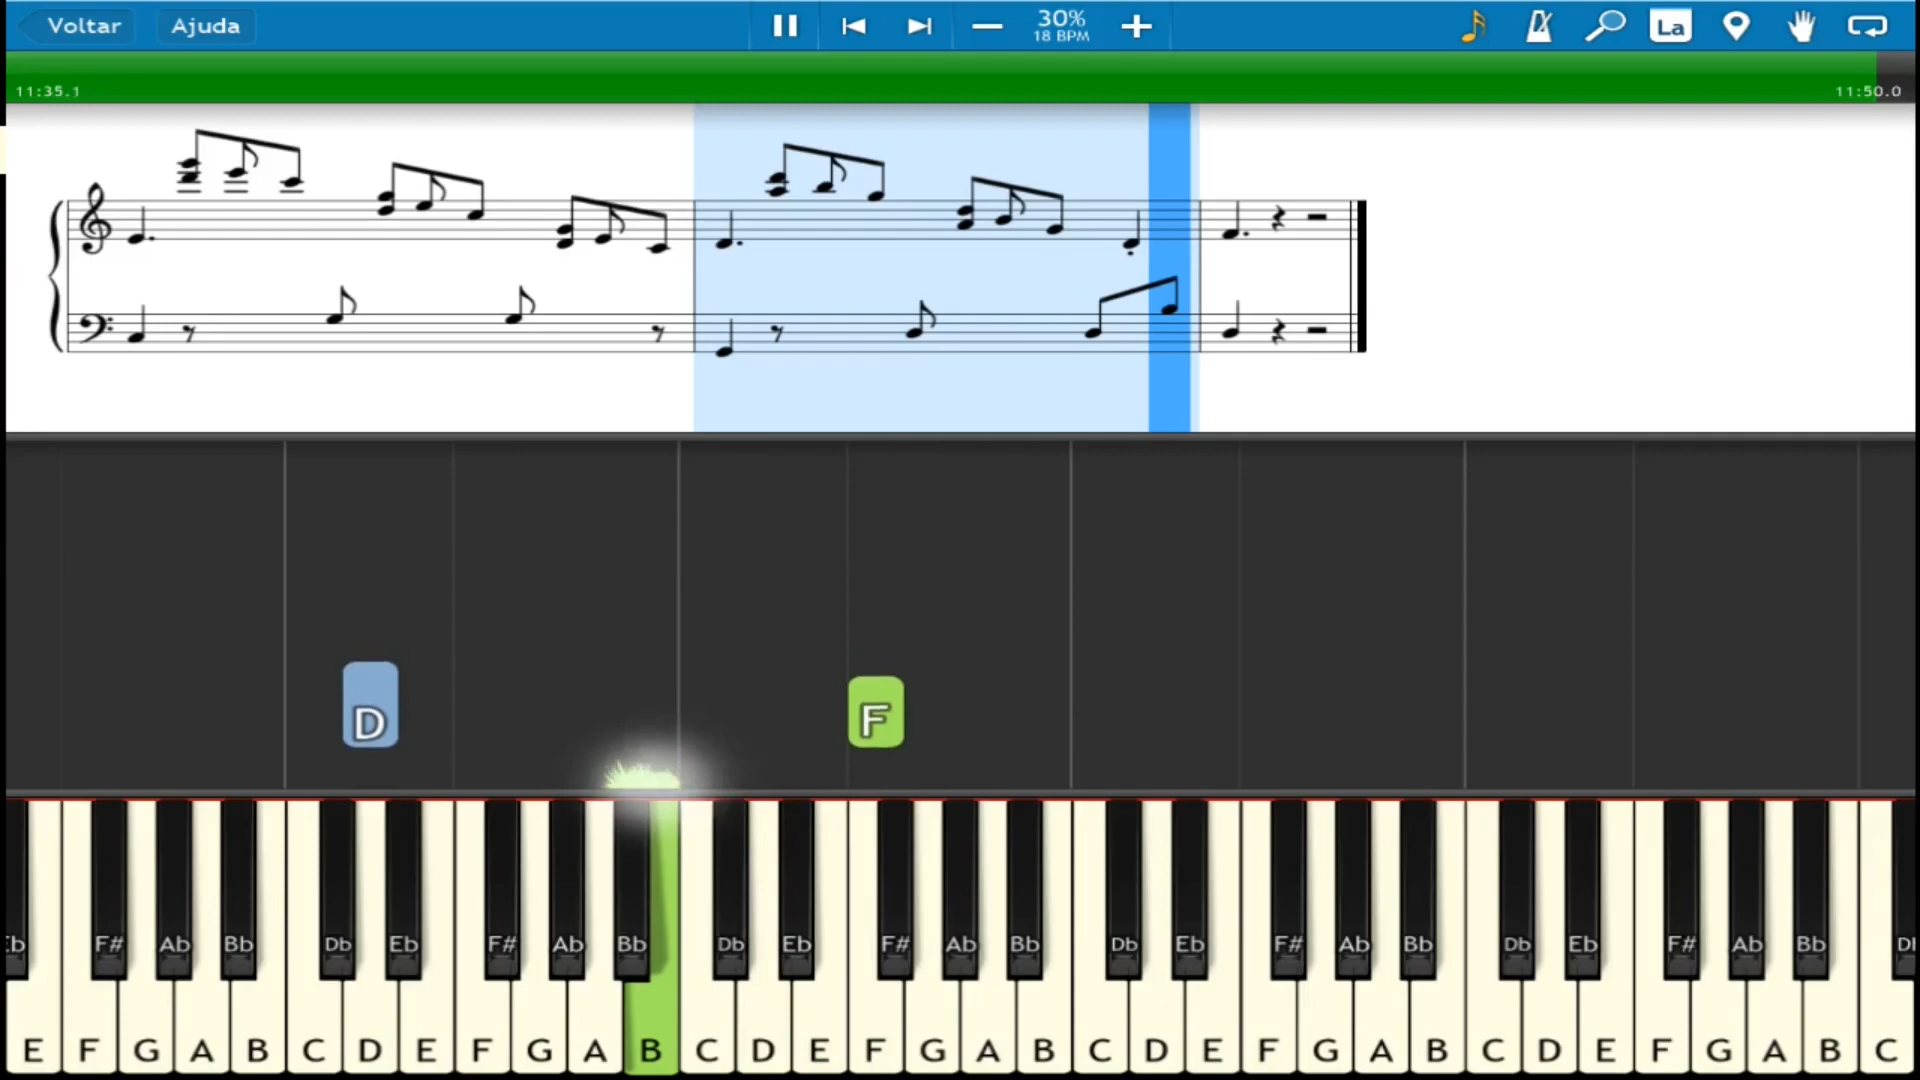 Voltar Ajuda 30% La
18 BPM
11:35.1 11:50.0
D F
Eb F# Ab Bb Db Eb F# Ab Bb Db Eb F# Ab Bb Db Eb F# Ab Bb Db Eb F# Ab Bb
E F G A B C D E F G A B C D E F G A B C D E F G A B C D E F G A B C